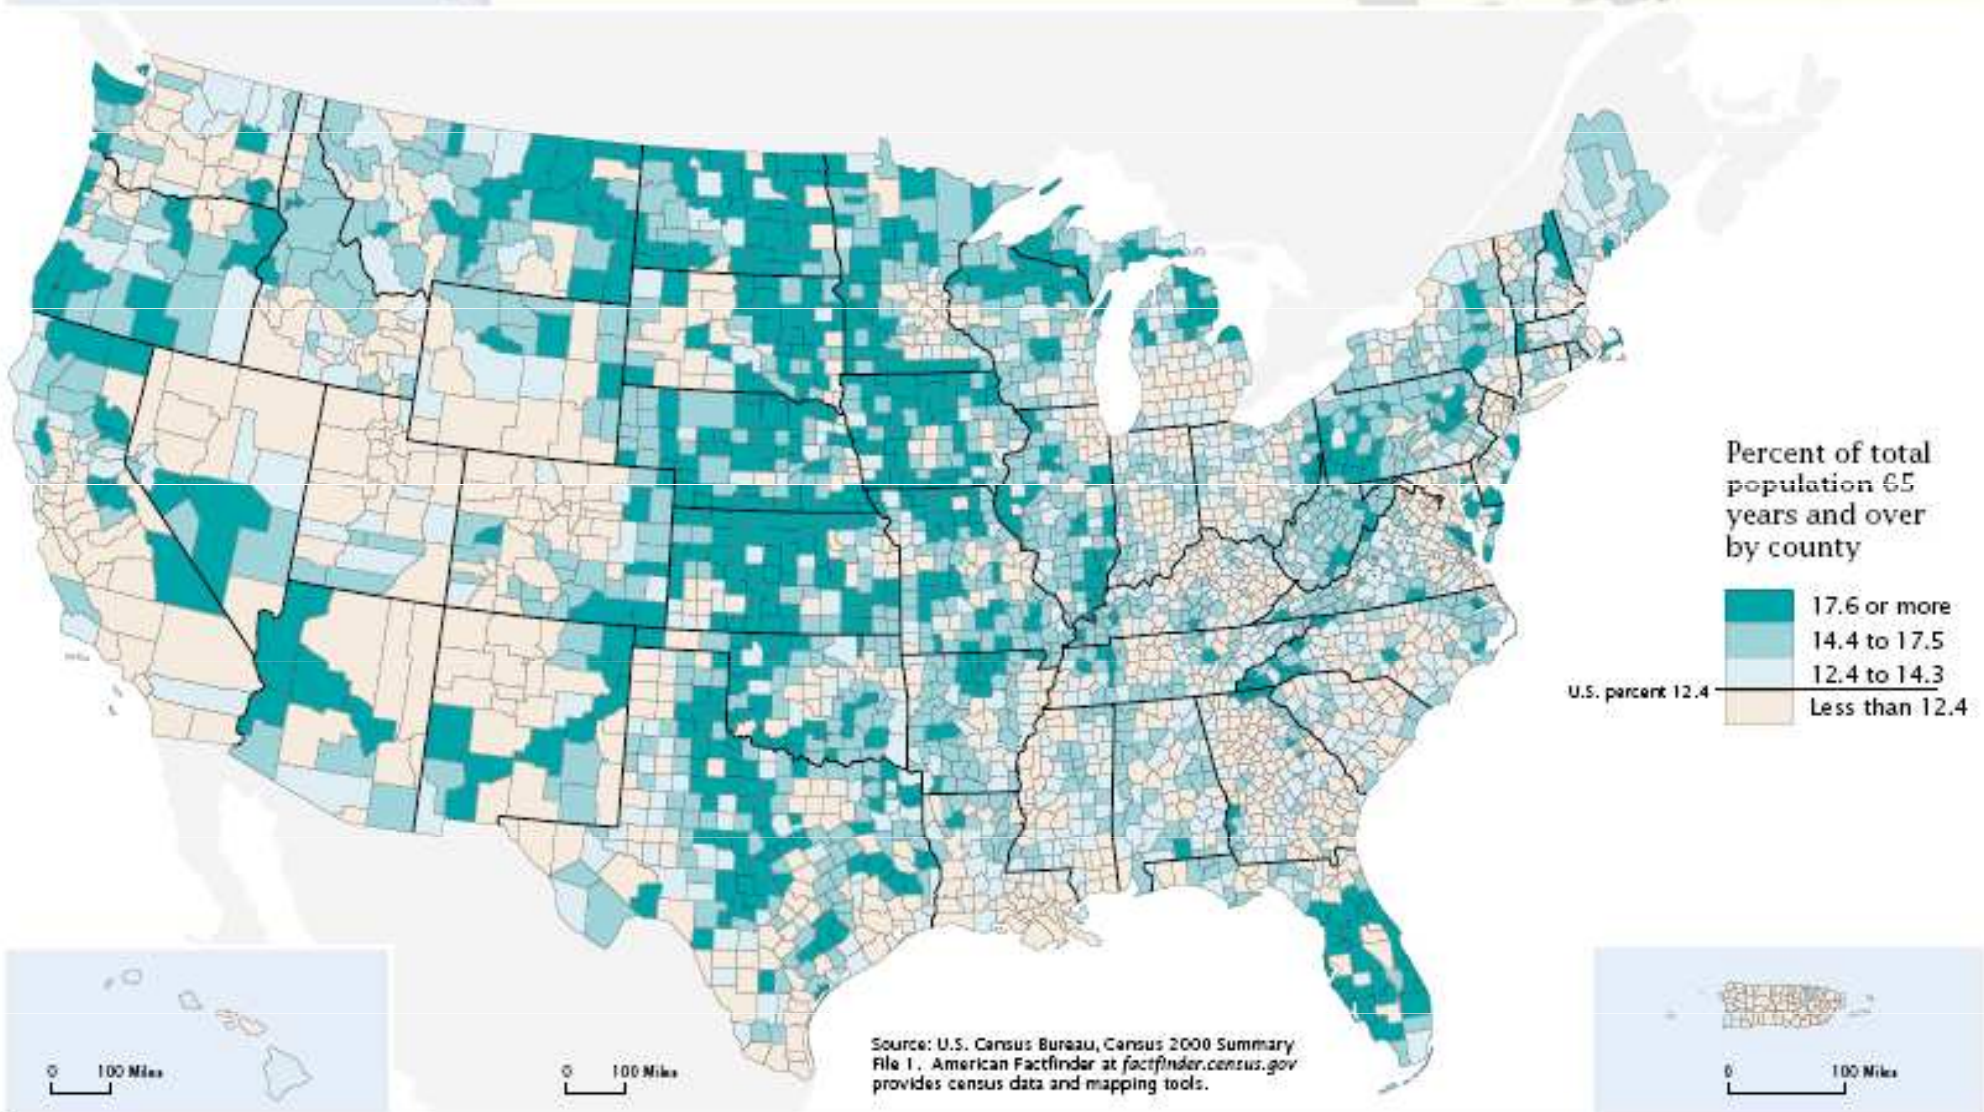 Percent of total
population 65
years and over
by county
17.6 or more
14.4 to 17.5
12.4 to 14.3
U.S. percent 12.4
Less than 12.4
Source: U.S. Census Bureau, Census 2000 Summary
File 1. American Factfinder at factfinder.census.gov
provides census data and mapping tools.
0 100 Miles
0 100 Miles
0 100 Miles